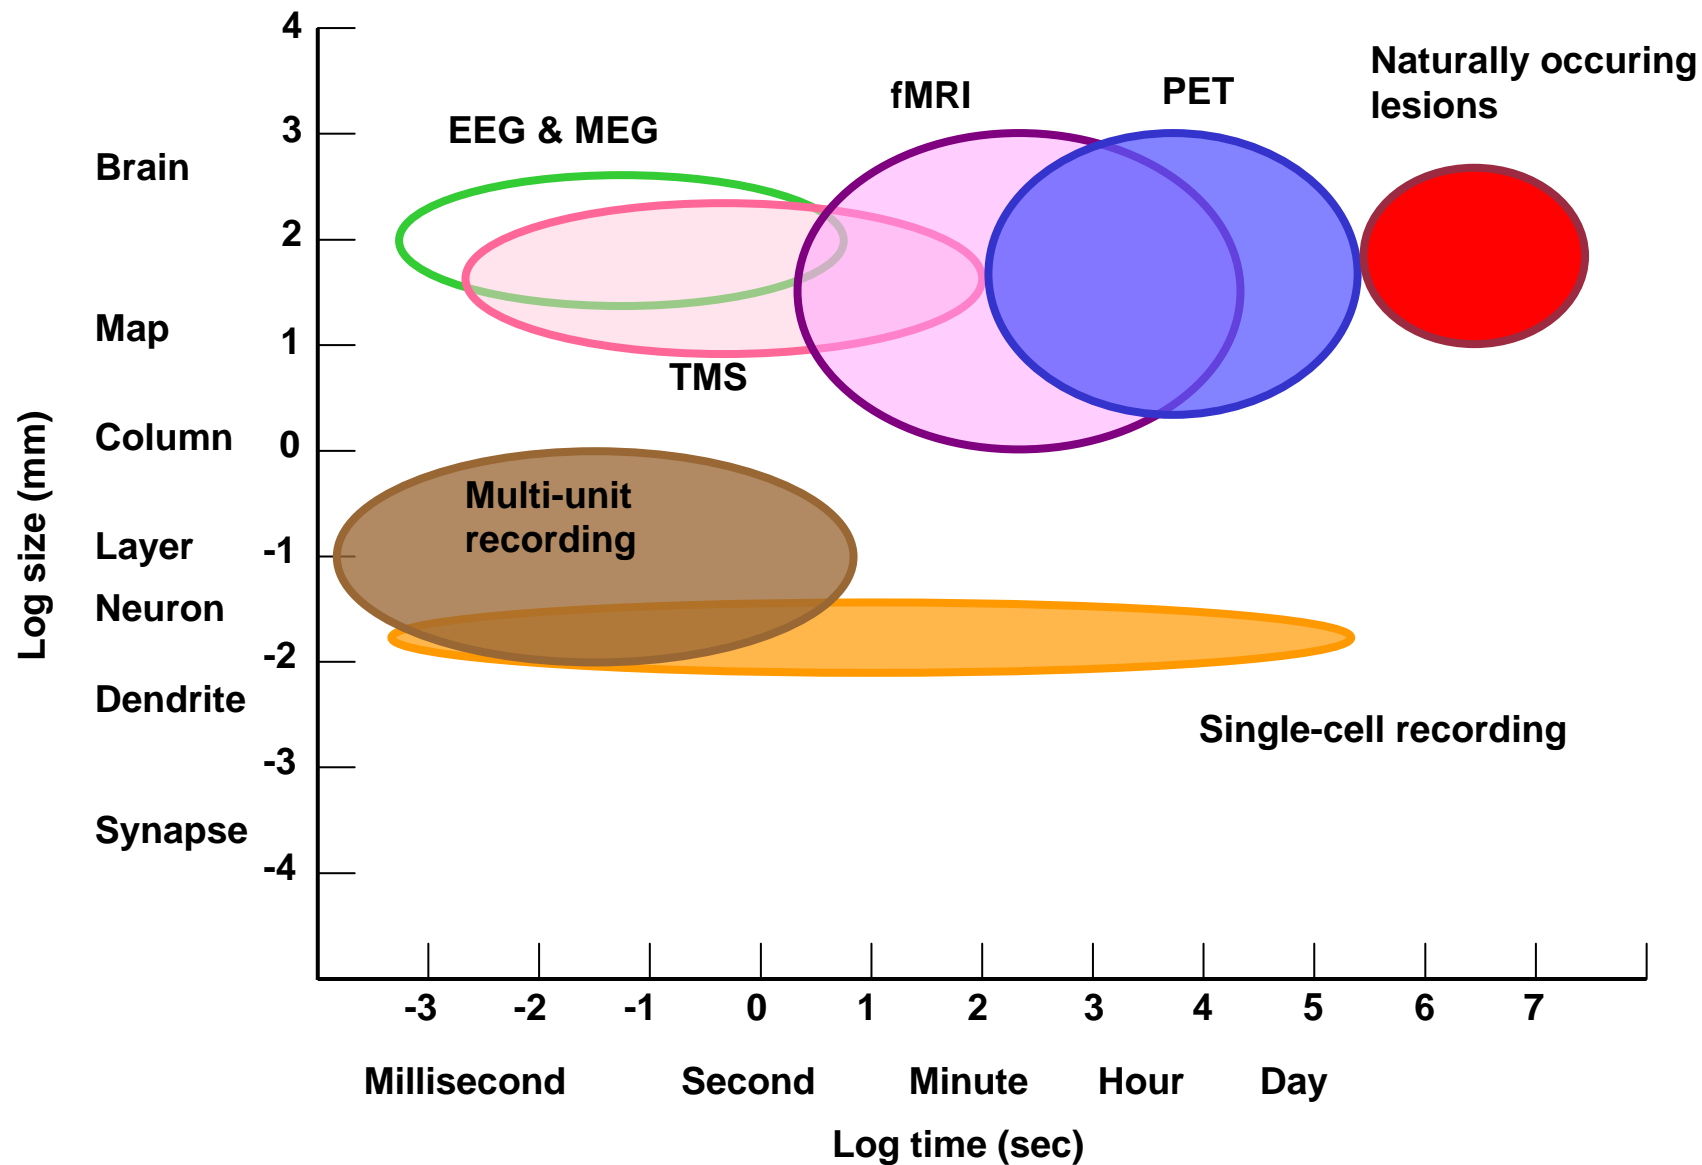 4
Naturally occuring
lesions
fMRI
PET
EEG & MEG
3
Brain
2
Map
1
TMS
Column
0
Log size (mm)
Multi-unit
recording
Layer
-1
Neuron
-2
Dendrite
Single-cell recording
-3
Synapse
-4
-3 -2 -1 0 1 2 3 4 5 6 7
Millisecond Second Minute Hour Day
Log time (sec)